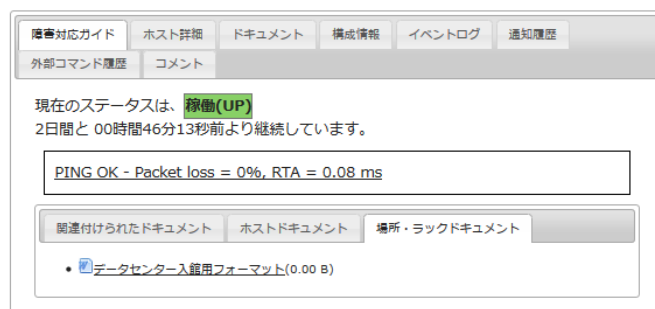 障害対応ガイド ホスト詳細 ドキュメント 構成情報 イベントログ 通知履歴
外部コマンド履歴 コメント
現在のステータスは、稼働(UP)
2日間と 00時間46分13秒前より継続しています。
PING OK - Packet loss = 0%, RTA = 0.08 ms
関連付けられたドキュメント ホストドキュメント 場所・ラックドキュメント
データセンター入館用フォーマット(0.00 B)